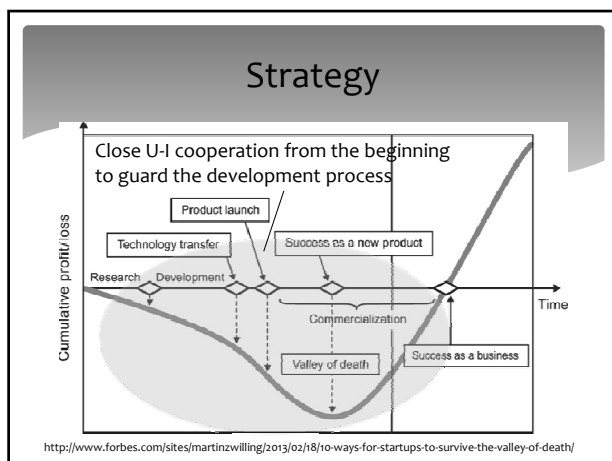 Strategy
Close U-I cooperation from the beginning
to guard the development process
Product launch
Technology transfer
Success as a new product
Research
Development
Cumulative profit/loss
Time
Commercialization
Success as a business
Valley of death
http://www.forbes.com/sites/martinzwilling/2013/02/18/10-ways-for-startups-to-survive-the-valley-of-death/